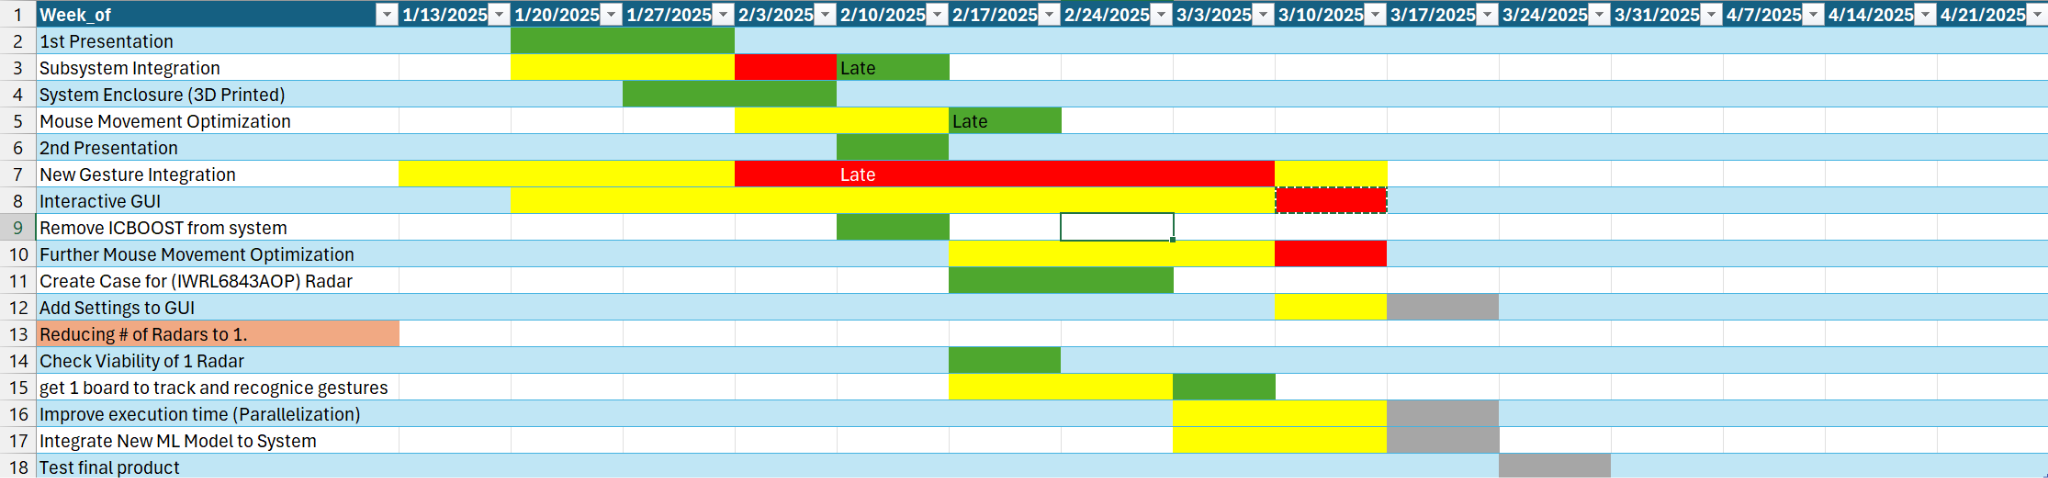 1 Week_of 1/13/2025 1/20/2025 1/27/2025 2/3/2025 2/10/2025 2/17/2025 2/24/2025 3/3/2025 3/10/2025 3/17/2025 3/24/2025 3/31/2025 4/7/2025 4/14/2025 4/21/2025
2 1st Presentation
3 Subsystem Integration Late
4 System Enclosure (3D Printed)
5 Mouse Movement Optimization Late
6 2nd Presentation
7 New Gesture Integration Late
8 Interactive GUI
9 Remove ICBOOST from system
10 Further Mouse Movement Optimization
11 Create Case for (IWRL6843AOP) Radar
12 Add Settings to GUI
13 Reducing # of Radars to 1.
14 Check Viability of 1 Radar
15 get 1 board to track and recognice gestures
16 Improve execution time (Parallelization)
17 Integrate New ML Model to System
18 Test final product